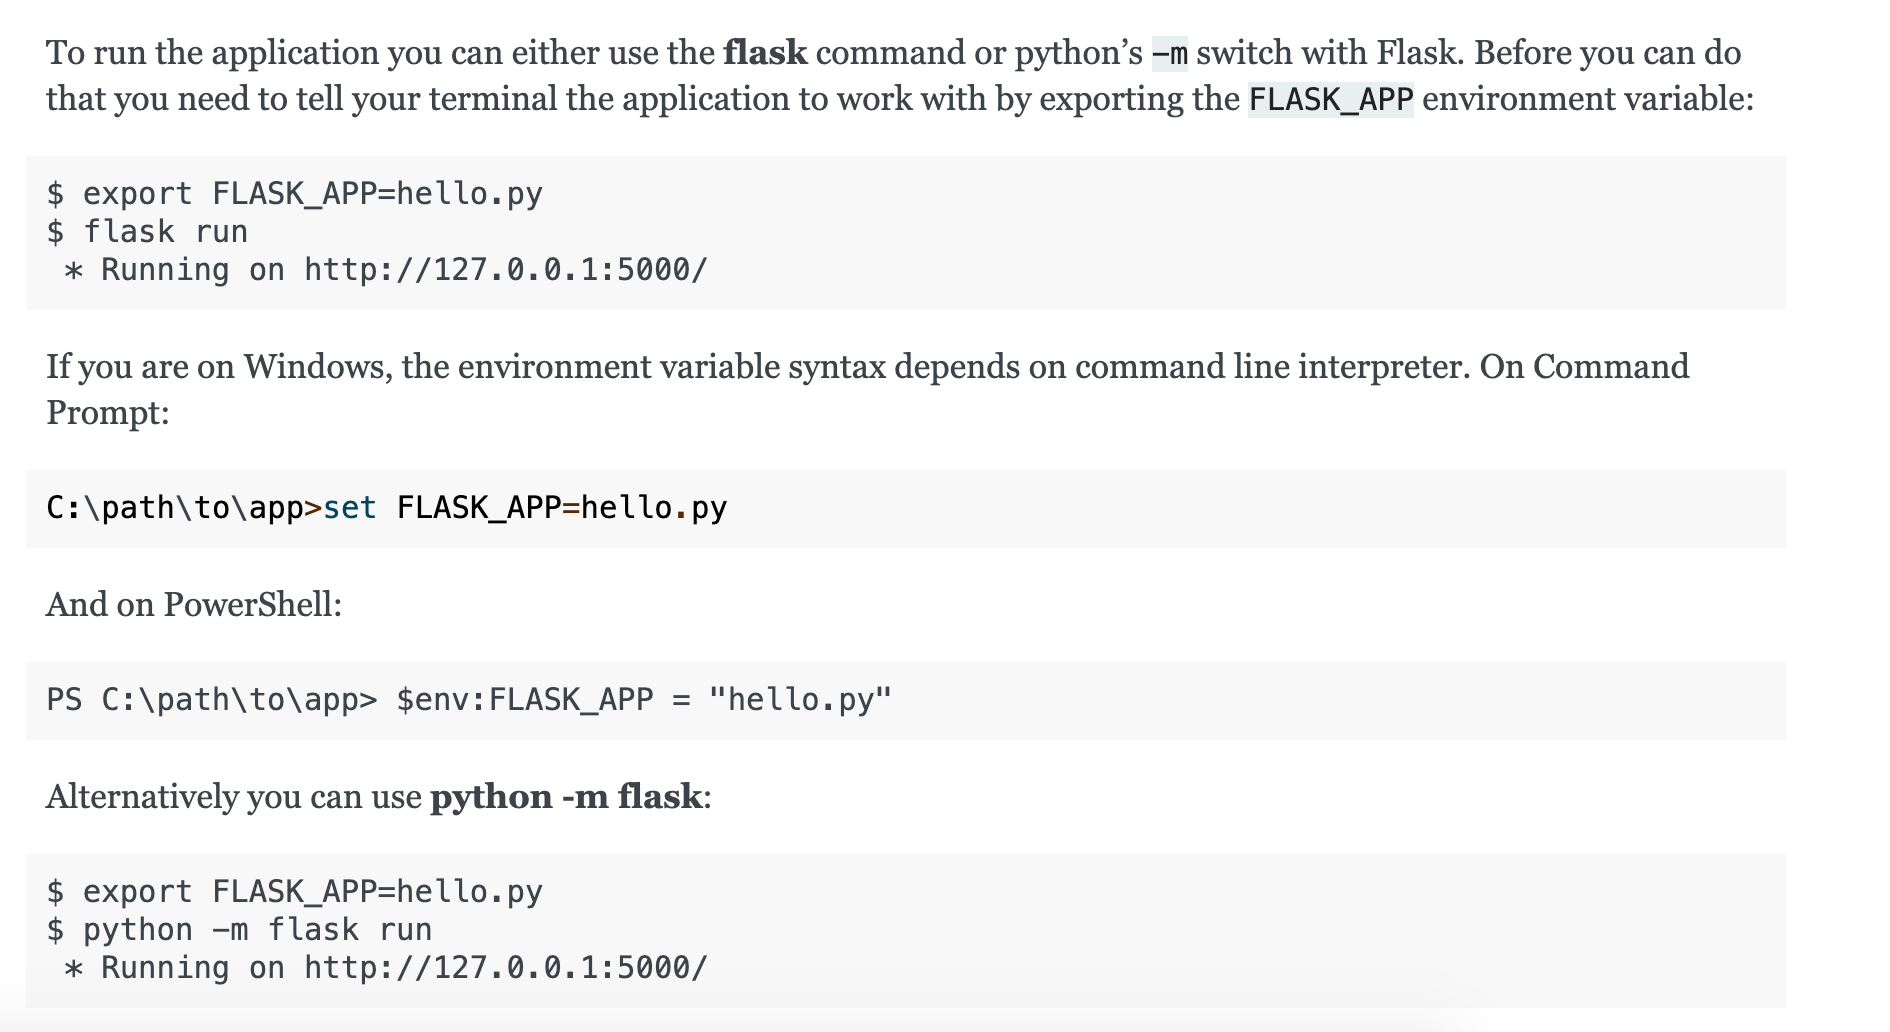 To run the application you can either use the flask command or python’s -m switch with Flask. Before you can do
that you need to tell your terminal the application to work with by exporting the FLASK_APP environment variable:
$ export FLASK_APP=hello.py
$ flask run
 * Running on http://127.0.0.1:5000/
If you are on Windows, the environment variable syntax depends on command line interpreter. On Command
Prompt:
C:\path\to\app>set FLASK_APP=hello.py
And on PowerShell:
PS C:\path\to\app> $env:FLASK_APP = "hello.py"
Alternatively you can use python -m flask:
$ export FLASK_APP=hello.py
$ python -m flask run
 * Running on http://127.0.0.1:5000/